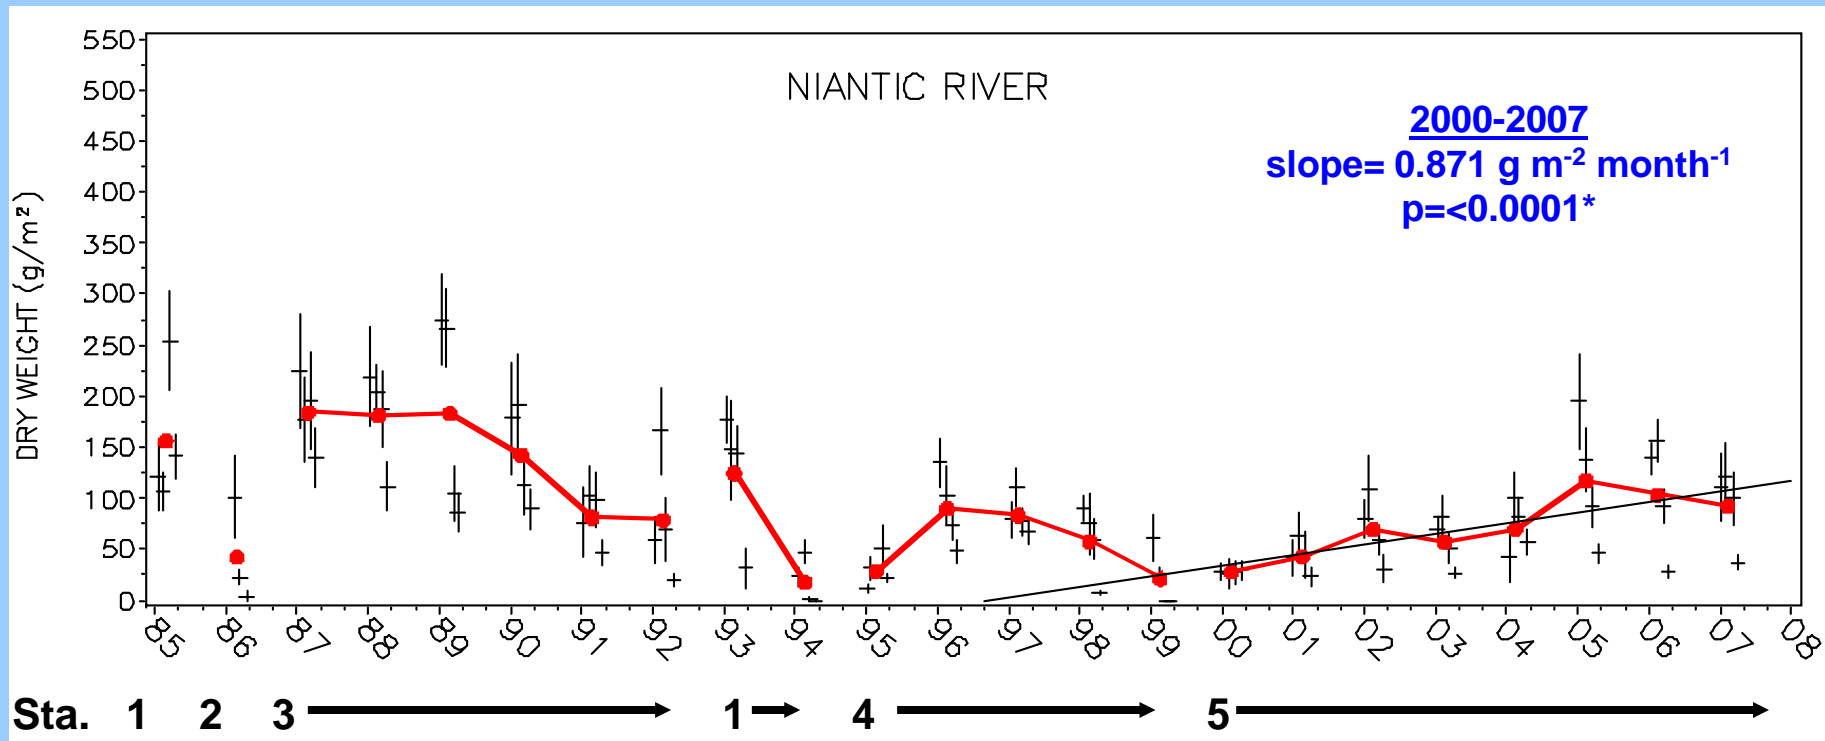 NIANTIC RIVER
2000-2007
slope= 0.871 g m⁻² month⁻¹
p=<0.0001*
DRY WEIGHT (g/m²)
550
500
450
400
350
300
250
200
150
100
50
0
85 86 87 88 89 90 91 92 93 94 95 96 97 98 99 00 01 02 03 04 05 06 07 08
Sta. 1 2 3 1 4 5